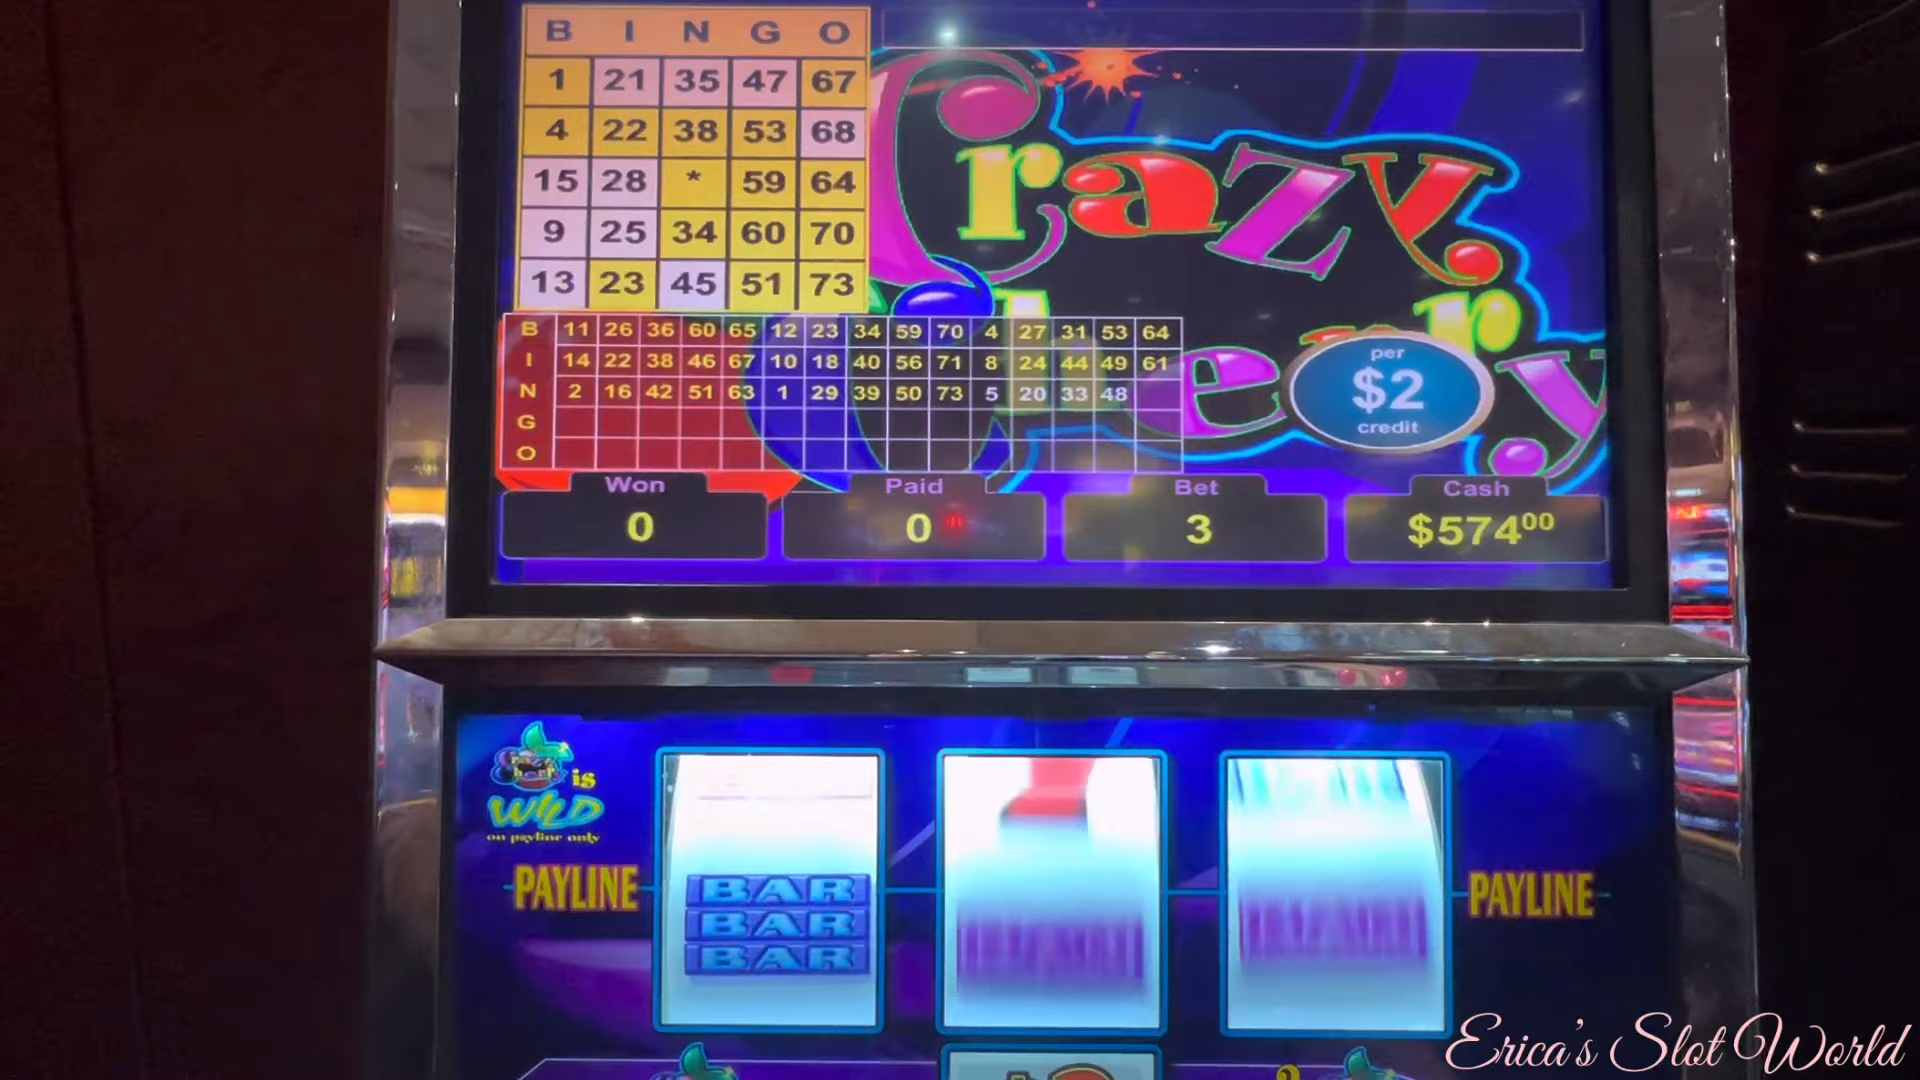 B I N G O
1 21 35 47 67
4 22 38 53 68
15 28 * 59 64
9 25 34 60 70
13 23 45 51 73
B 11 26 36 60 65 12 23 34 59 70 4 27 31 53 64
I 14 22 38 46 67 10 18 40 56 71 8 24 44 49 61
N 2 16 42 51 63 1 29 39 50 73 5 20 33 48
G
O
Crazy
Cherry
per
$2
credit
Won Paid Bet Cash
0 0 3 $57400
Crazy
Cherry is
WILD
on payline only
PAYLINE PAYLINE
BAR
BAR
BAR
Erica's Slot World